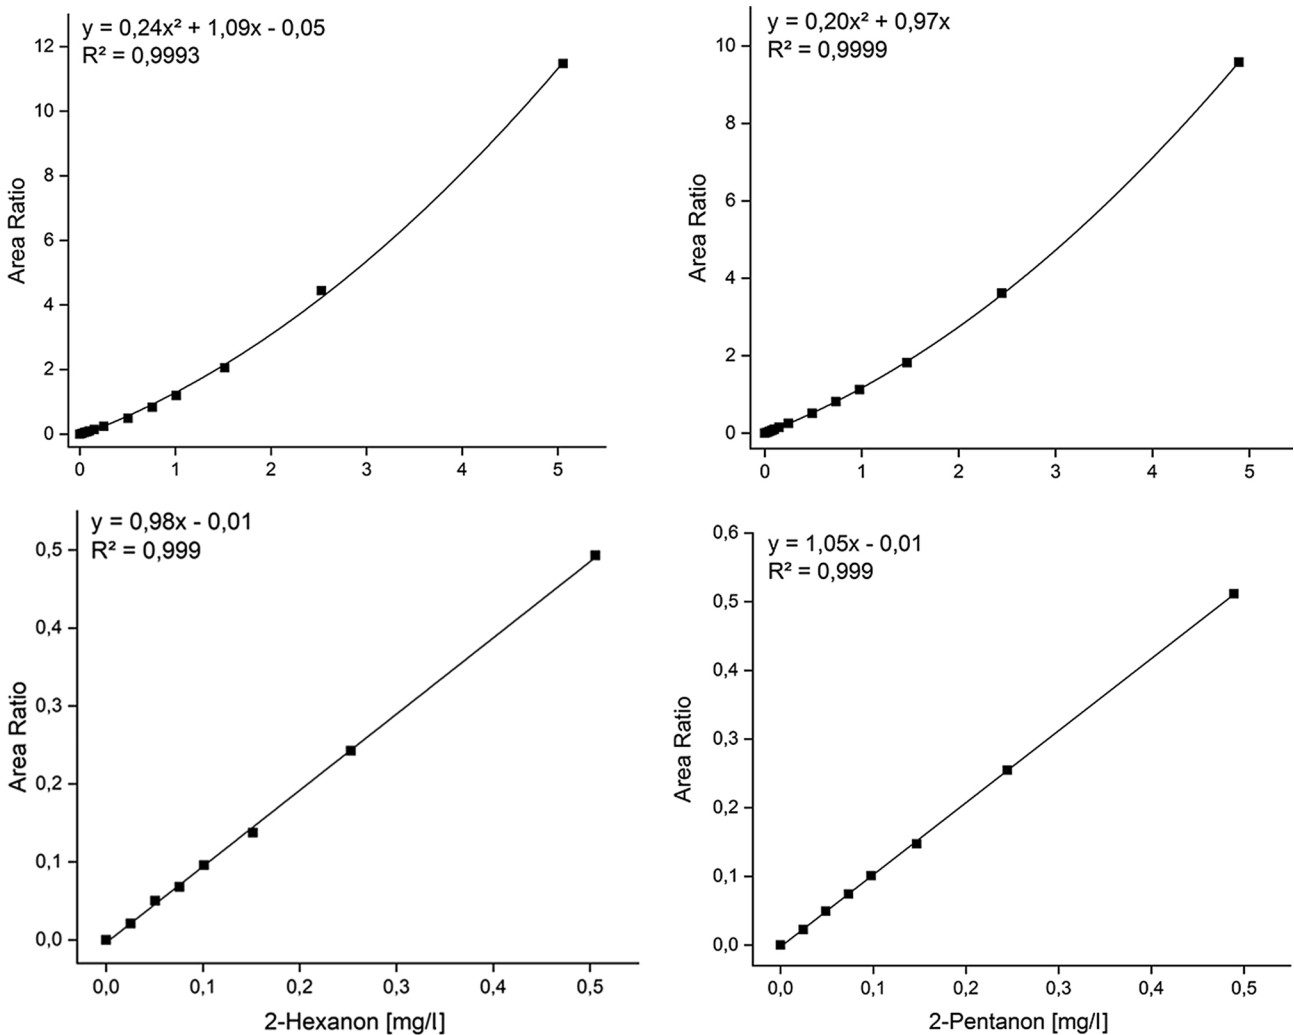 y = 0,24x² + 1,09x - 0,05
R² = 0,9993
12
10
8
6
4
2
0
Area Ratio
0 1 2 3 4 5
y = 0,20x² + 0,97x
R² = 0,9999
10
8
6
4
2
0
Area Ratio
0 1 2 3 4 5
y = 0,98x - 0,01
R² = 0,999
0,5
0,4
0,3
0,2
0,1
0,0
Area Ratio
0,0 0,1 0,2 0,3 0,4 0,5
2-Hexanon [mg/l]
y = 1,05x - 0,01
R² = 0,999
0,6
0,5
0,4
0,3
0,2
0,1
0,0
Area Ratio
0,0 0,1 0,2 0,3 0,4 0,5
2-Pentanon [mg/l]